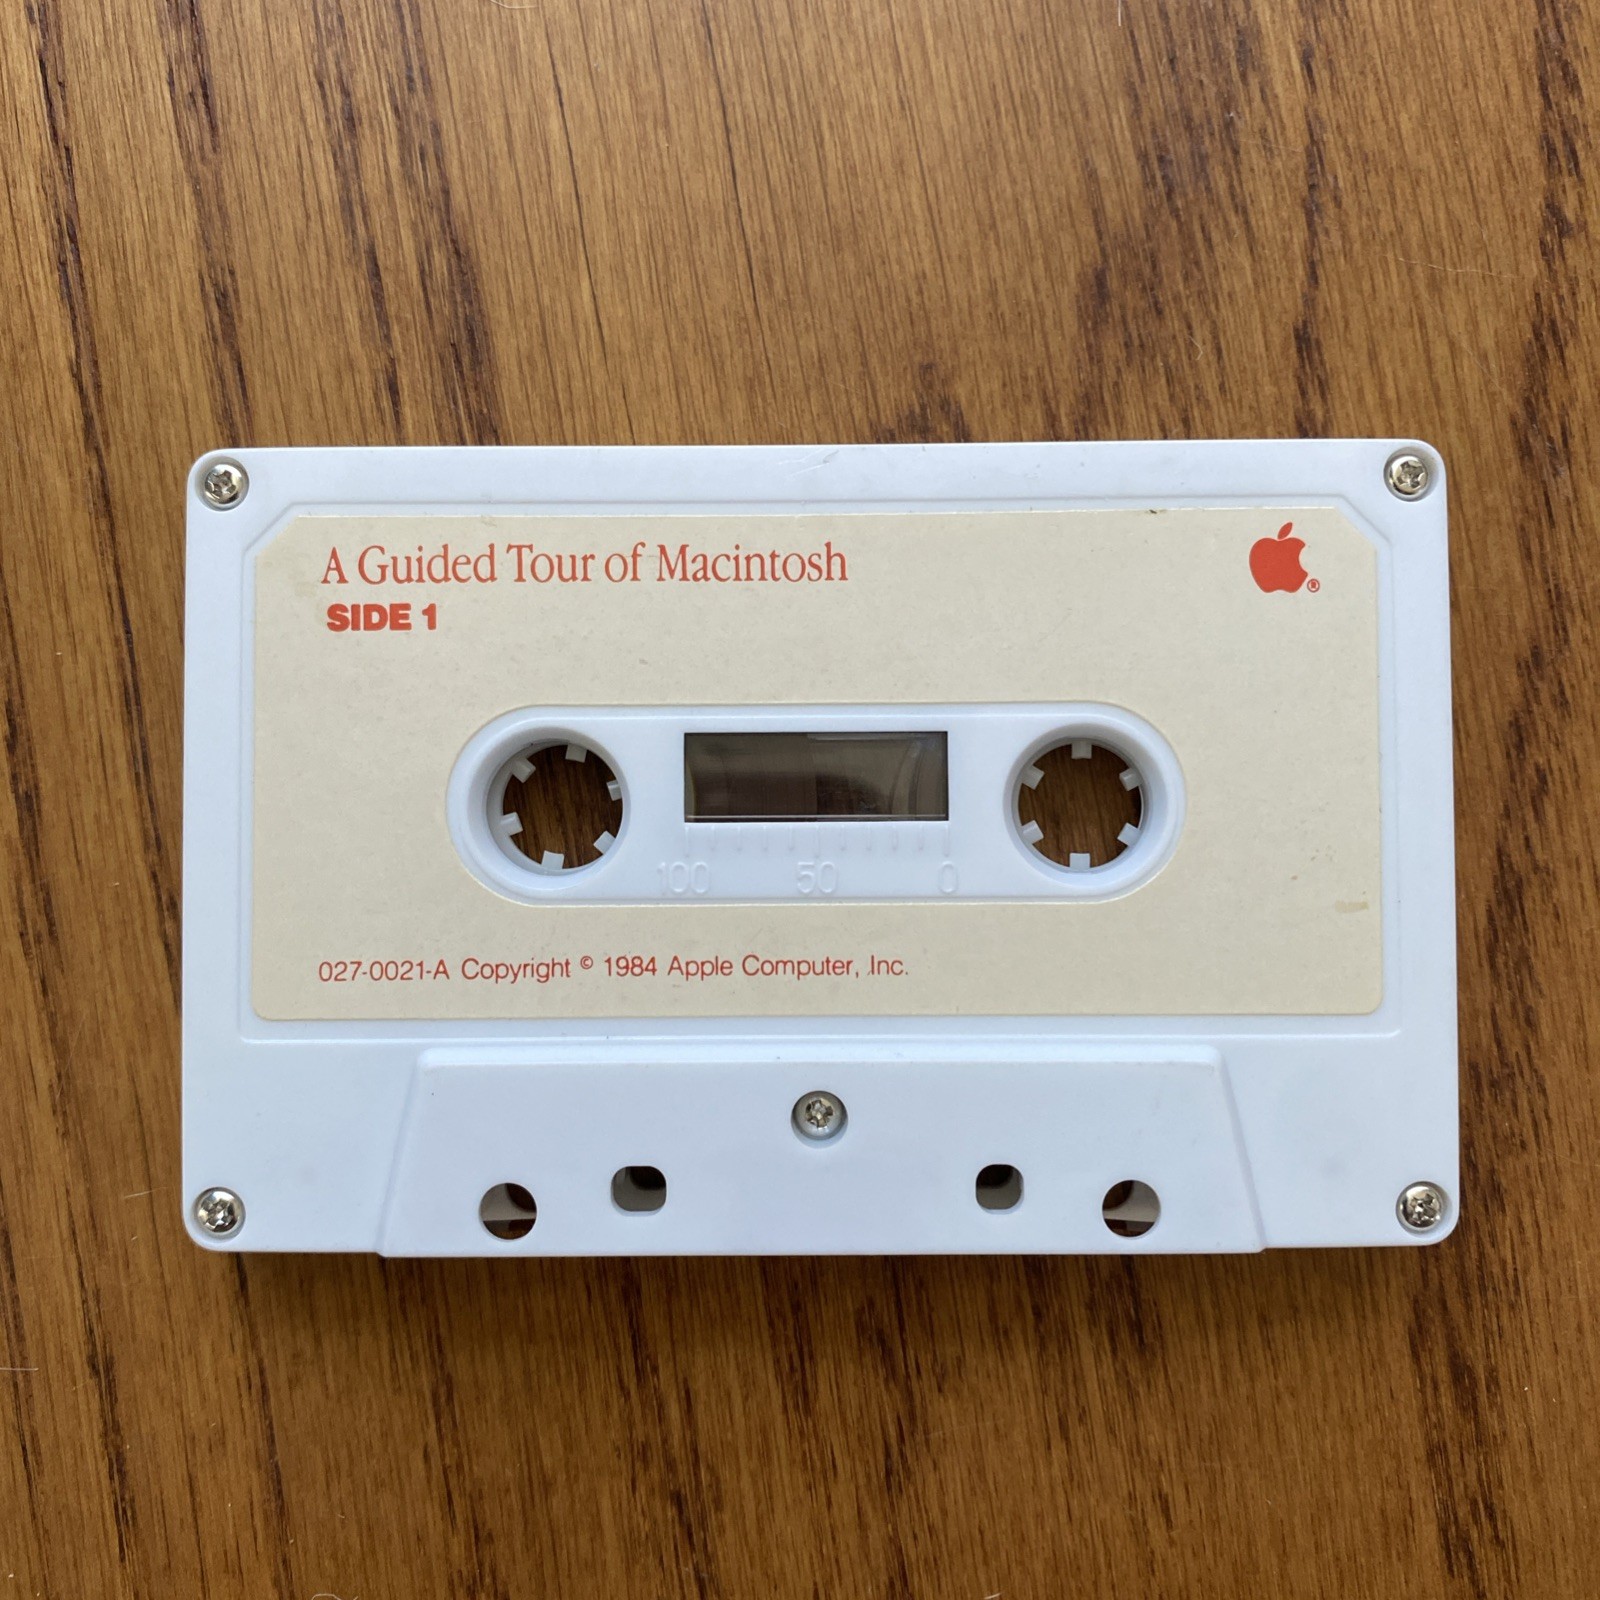 A Guided Tour of Macintosh
®
SIDE 1
100 50 0
027-0021-A Copyright © 1984 Apple Computer, Inc.